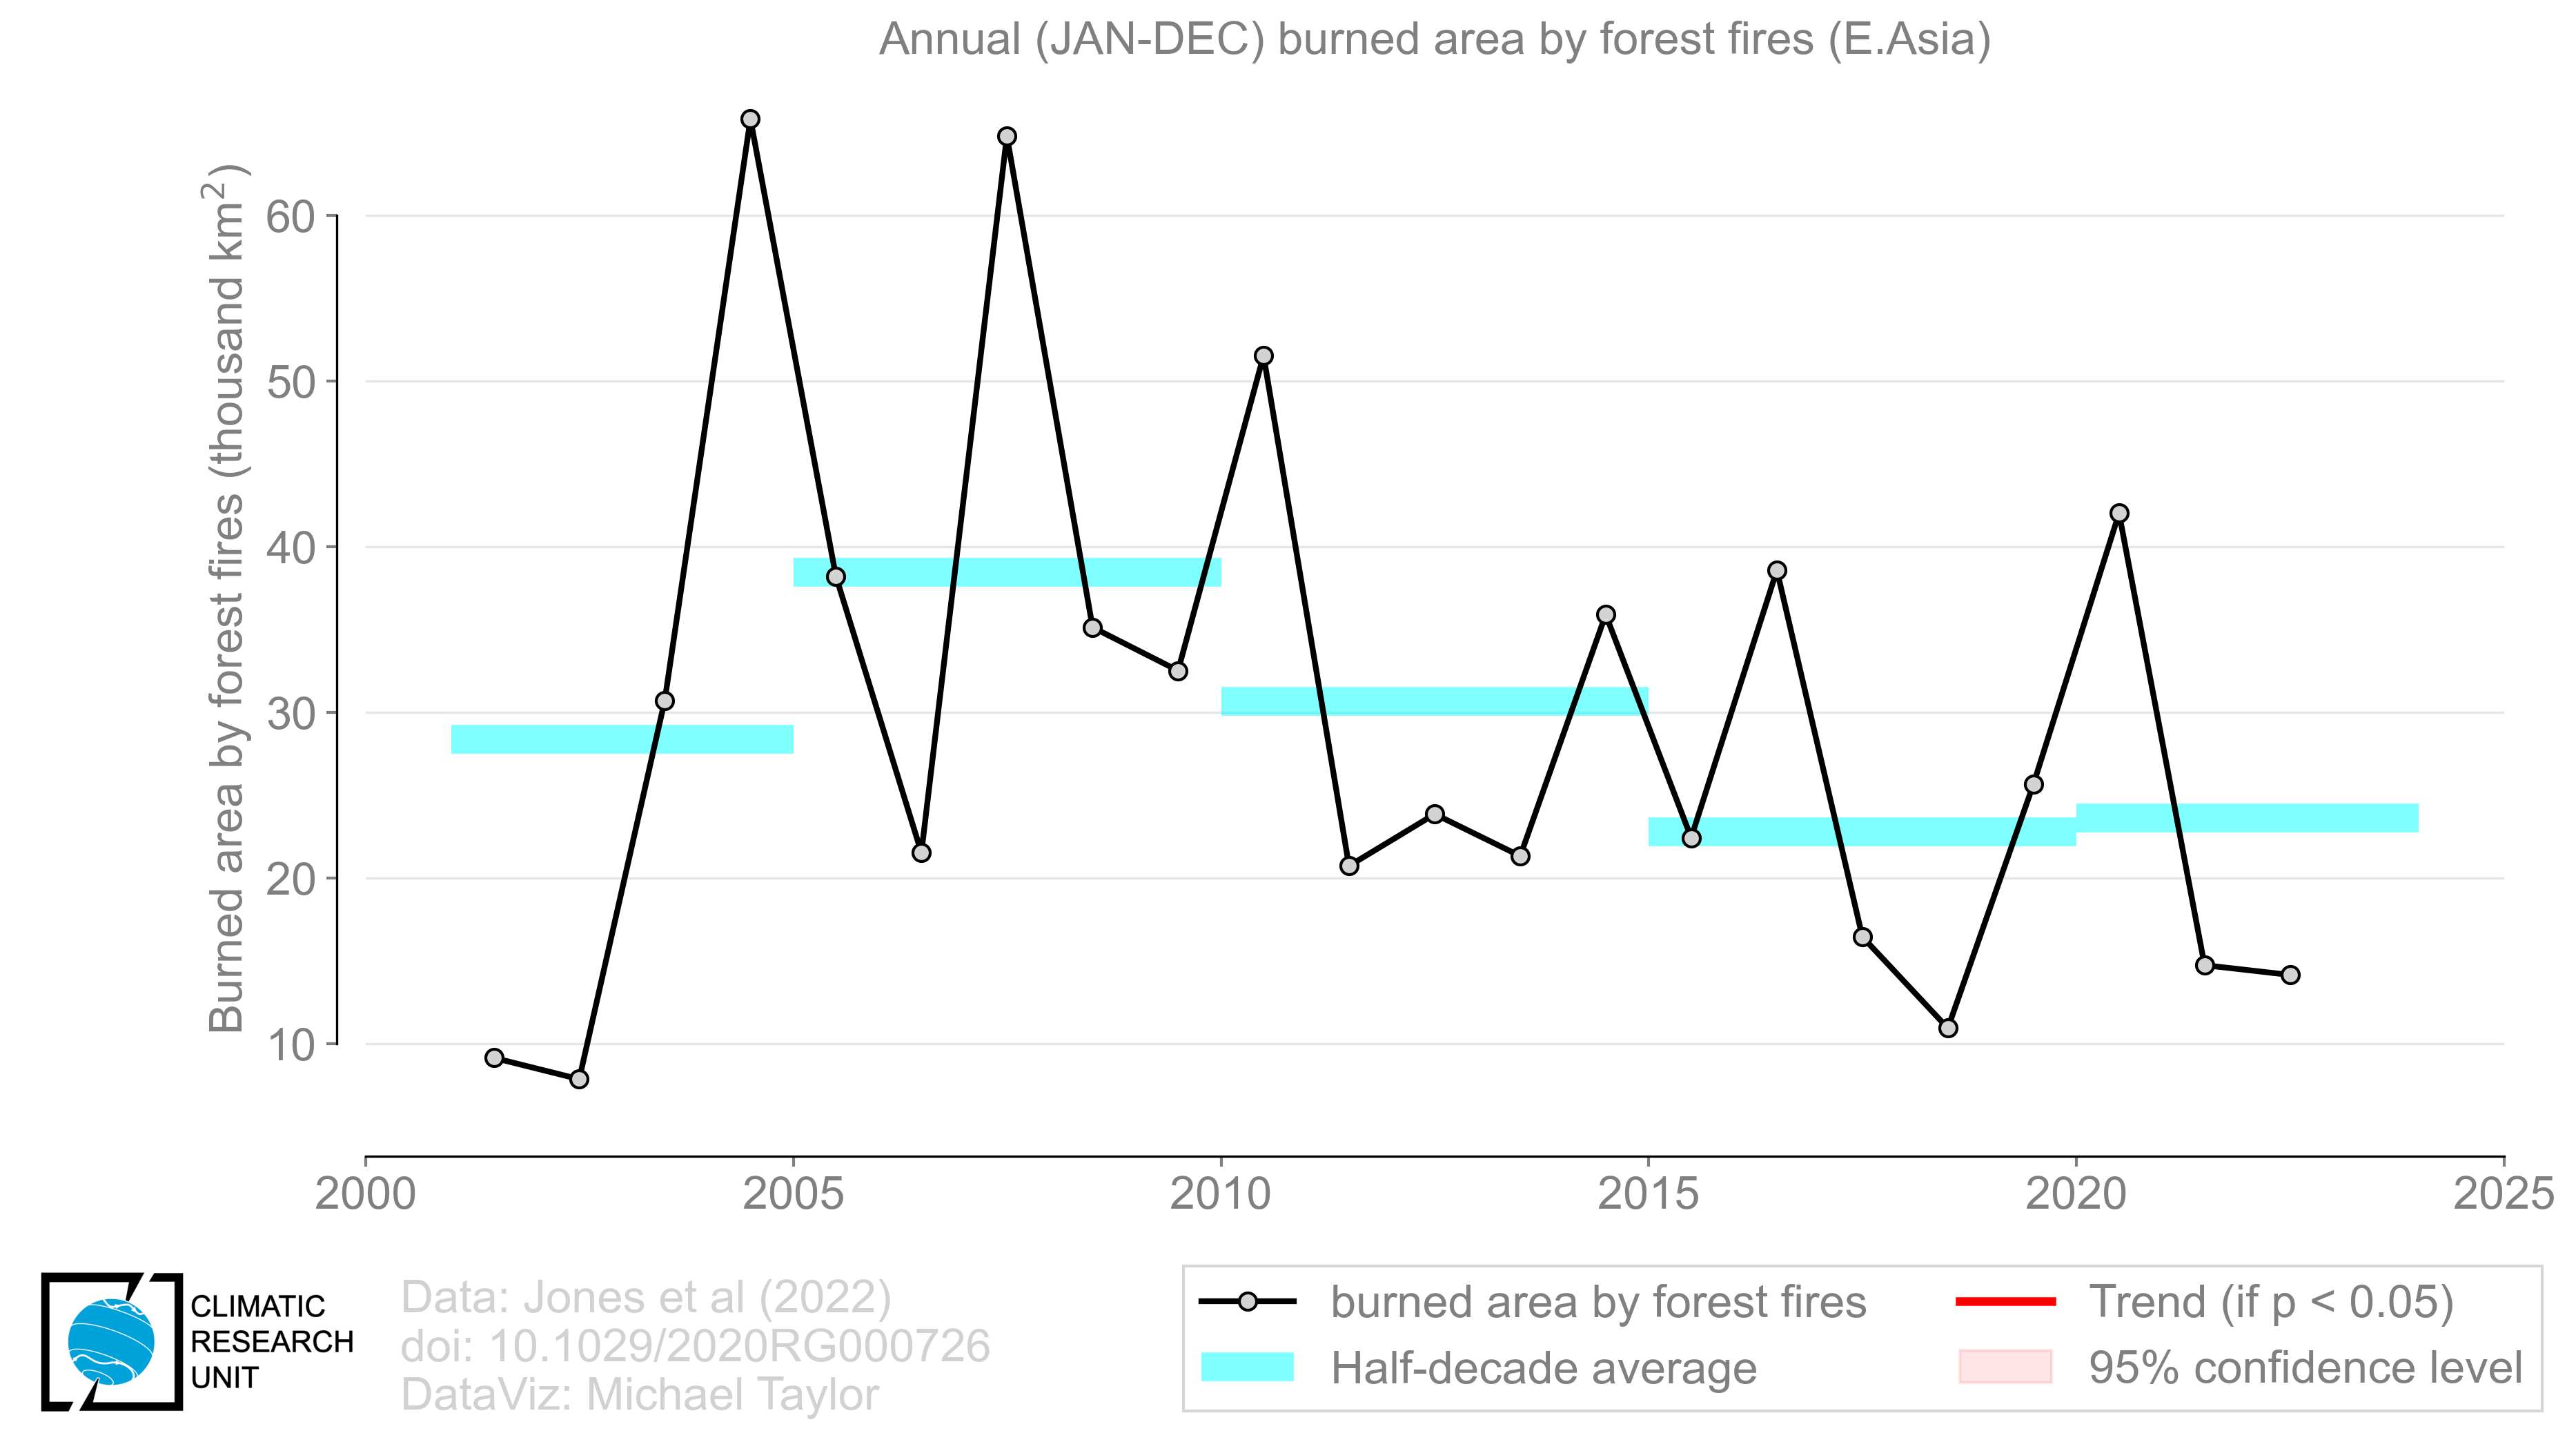 Annual (JAN-DEC) burned area by forest fires (E.Asia)
Burned area by forest fires (thousand km²)
60
50
40
30
20
10
2000 2005 2010 2015 2020 2025
CLIMATIC
RESEARCH
UNIT
Data: Jones et al (2022)
doi: 10.1029/2020RG000726
DataViz: Michael Taylor
burned area by forest fires
Half-decade average
Trend (if p < 0.05)
95% confidence level